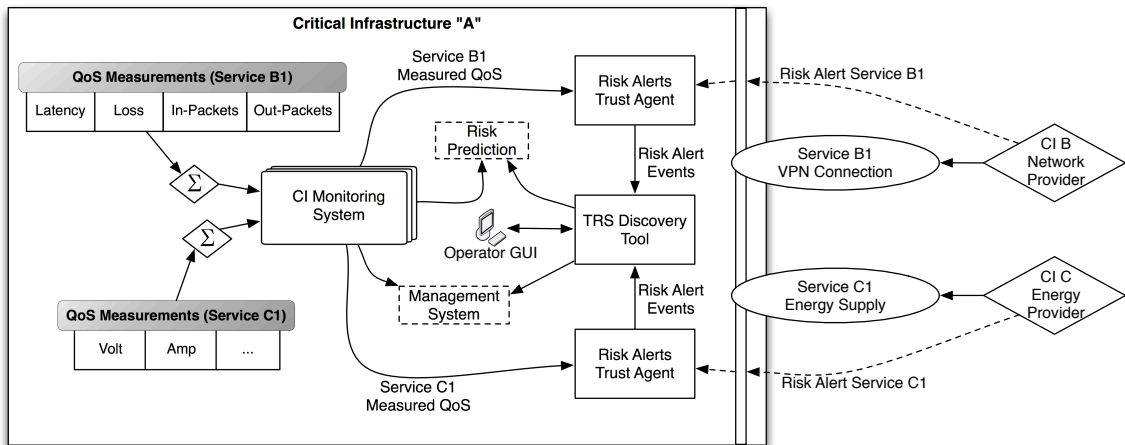 Critical Infrastructure "A"
QoS Measurements (Service B1)
Latency
Loss
In-Packets
Out-Packets
Σ
Σ
QoS Measurements (Service C1)
Volt
Amp
...
CI Monitoring
System
Service B1
Measured QoS
Risk
Prediction
Operator GUI
Management
System
Service C1
Measured QoS
Risk Alerts
Trust Agent
Risk Alert
Events
TRS Discovery
Tool
Risk Alert
Events
Risk Alerts
Trust Agent
Risk Alert Service B1
Service B1
VPN Connection
CI B
Network
Provider
Service C1
Energy Supply
CI C
Energy
Provider
Risk Alert Service C1